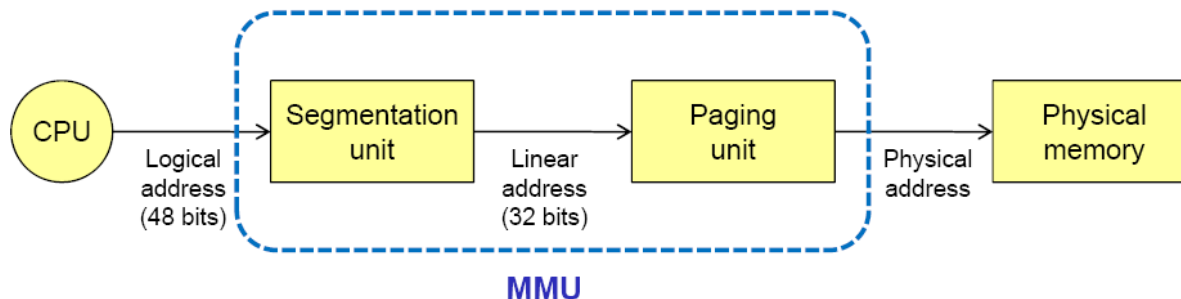 CPU
Logical
address
(48 bits)
Segmentation
unit
Linear
address
(32 bits)
Paging
unit
Physical
address
Physical
memory
MMU